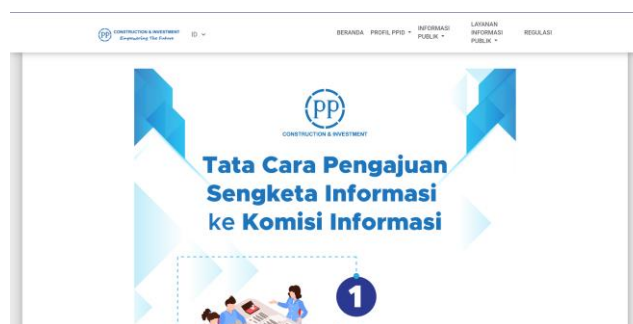 PP CONSTRUCTION & INVESTMENT
Empowering The Future
ID
BERANDA PROFIL PPID INFORMASI PUBLIK LAYANAN INFORMASI PUBLIK REGULASI
PP
CONSTRUCTION & INVESTMENT
Tata Cara Pengajuan
Sengketa Informasi
ke Komisi Informasi
1